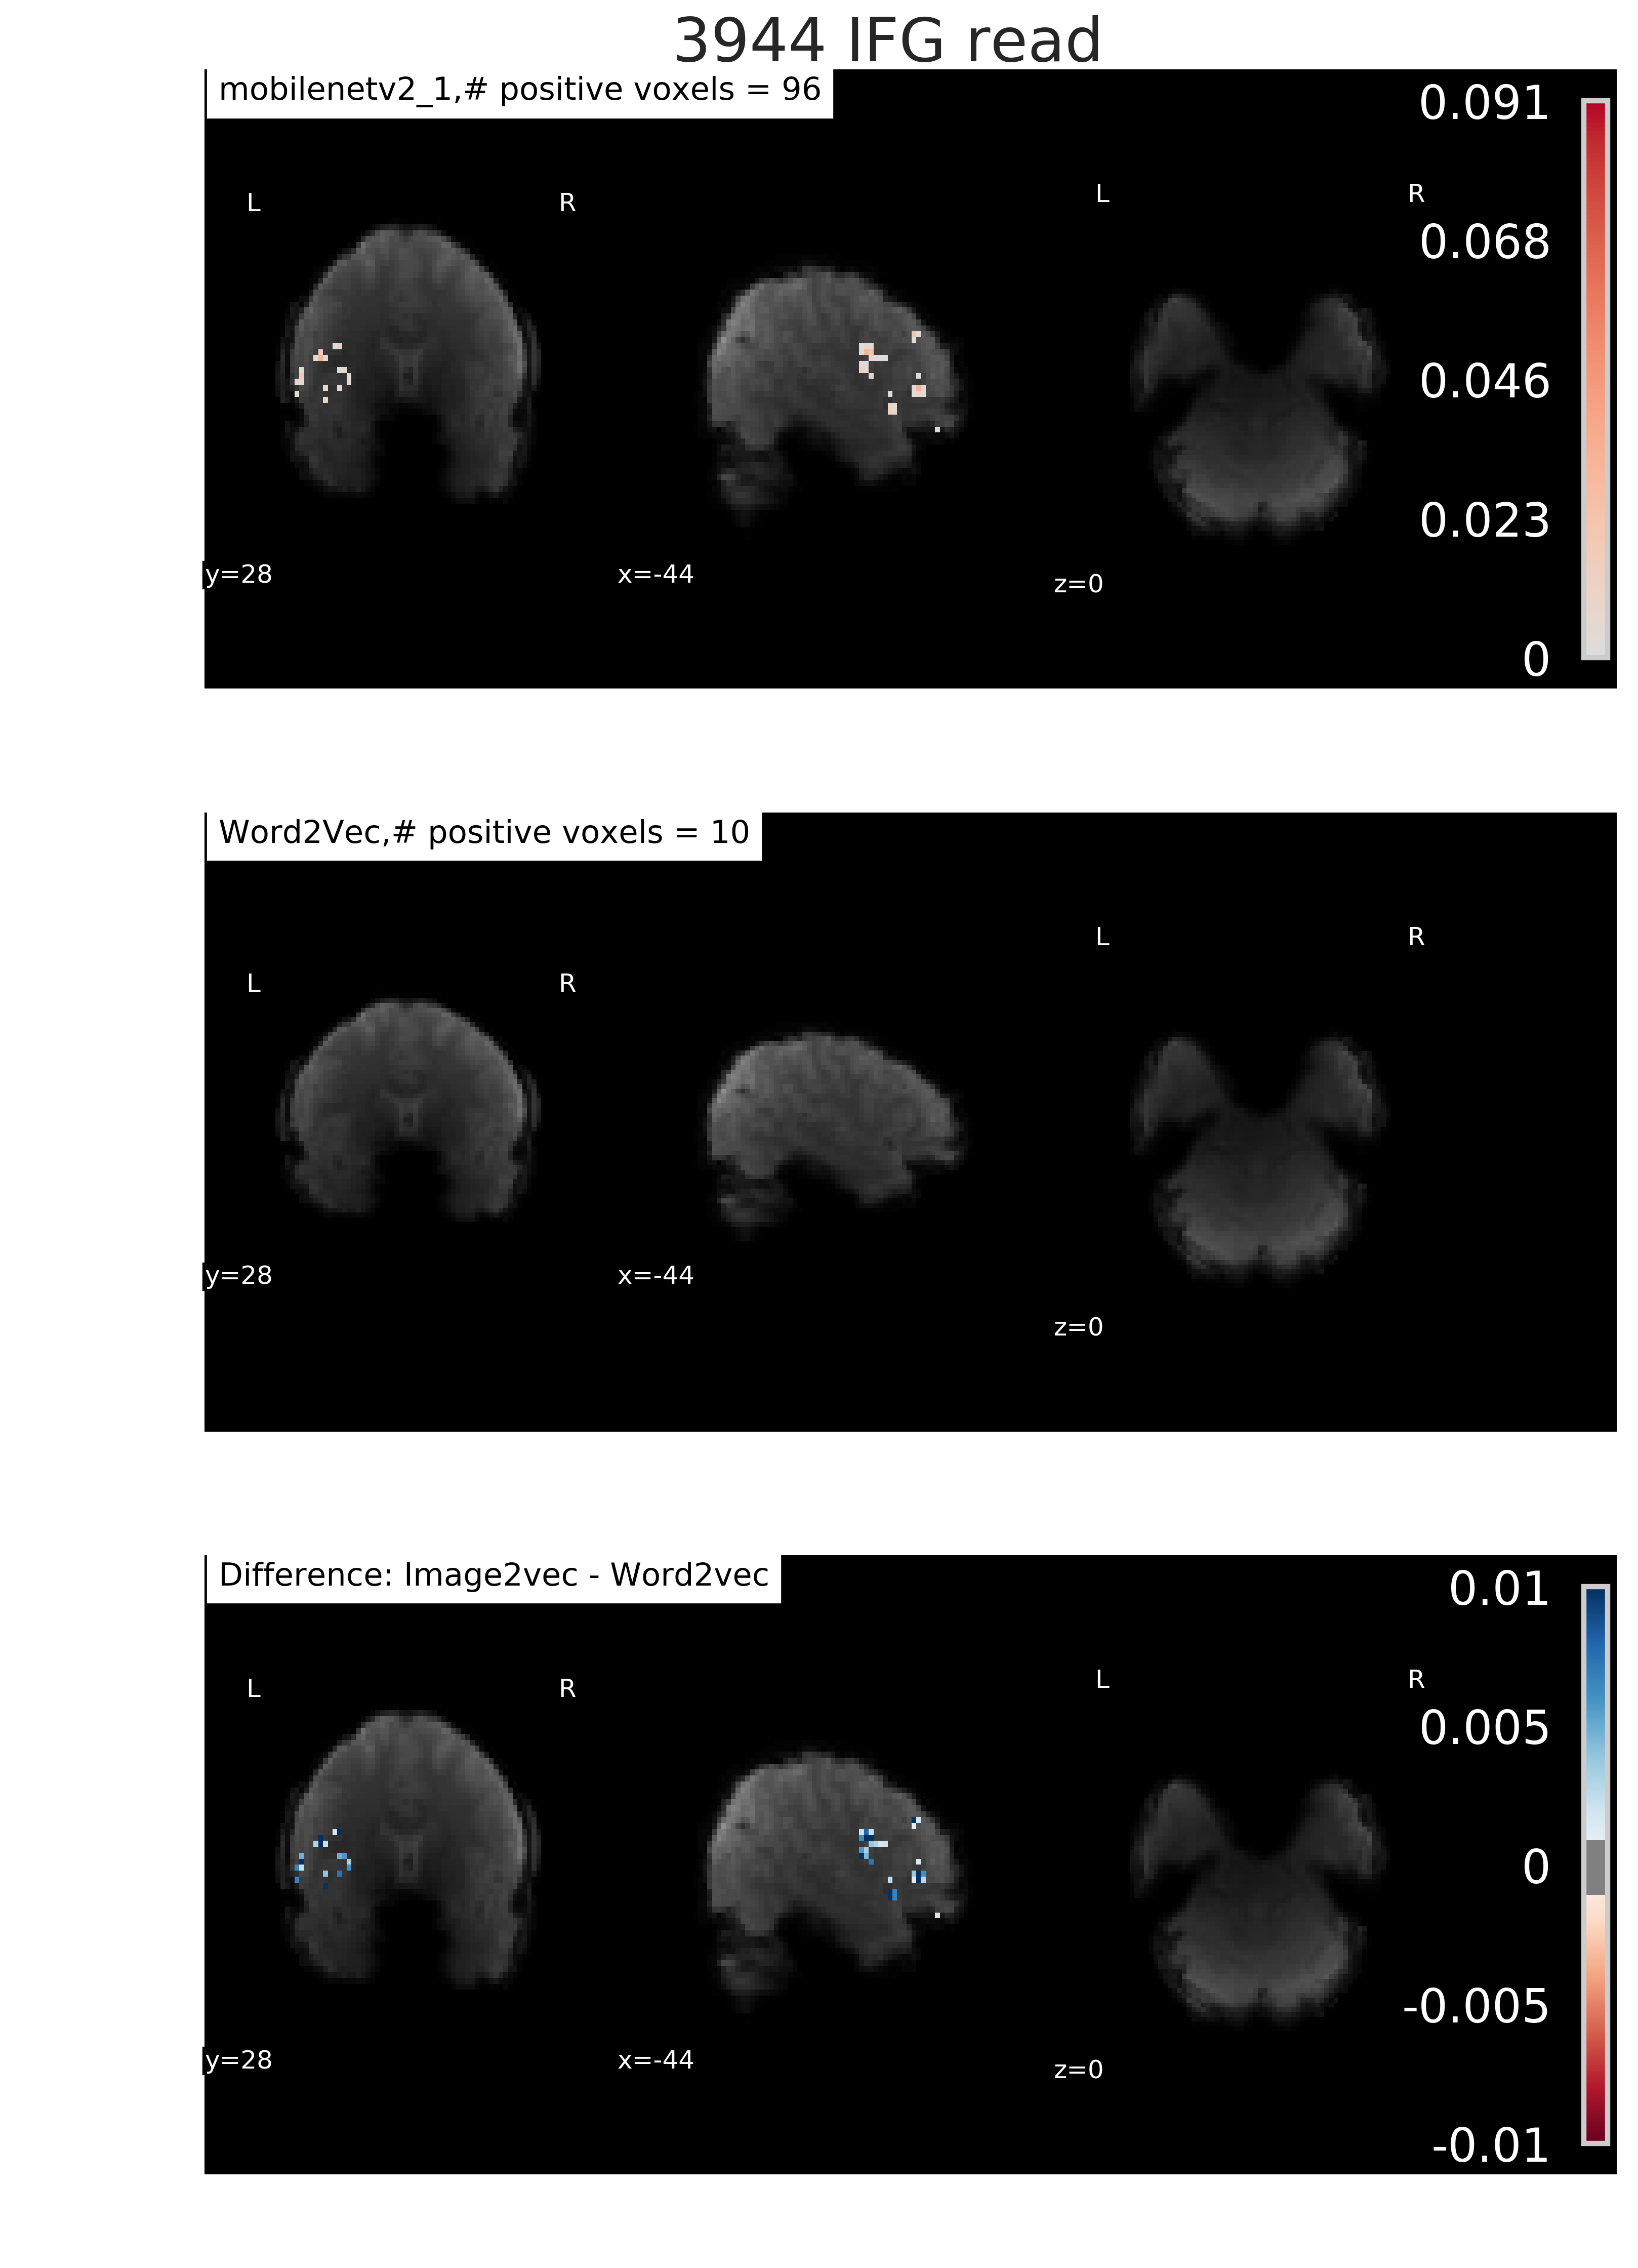 3944 IFG read
mobilenetv2_1,# positive voxels = 96
0.091
L
R
L
R
0.068
0.046
0.023
y=28
x=-44
z=0
0
Word2Vec,# positive voxels = 10
L
R
L
R
y=28
x=-44
z=0
Difference: Image2vec - Word2vec
0.01
L
R
L
R
0.005
0
-0.005
y=28
x=-44
z=0
-0.01